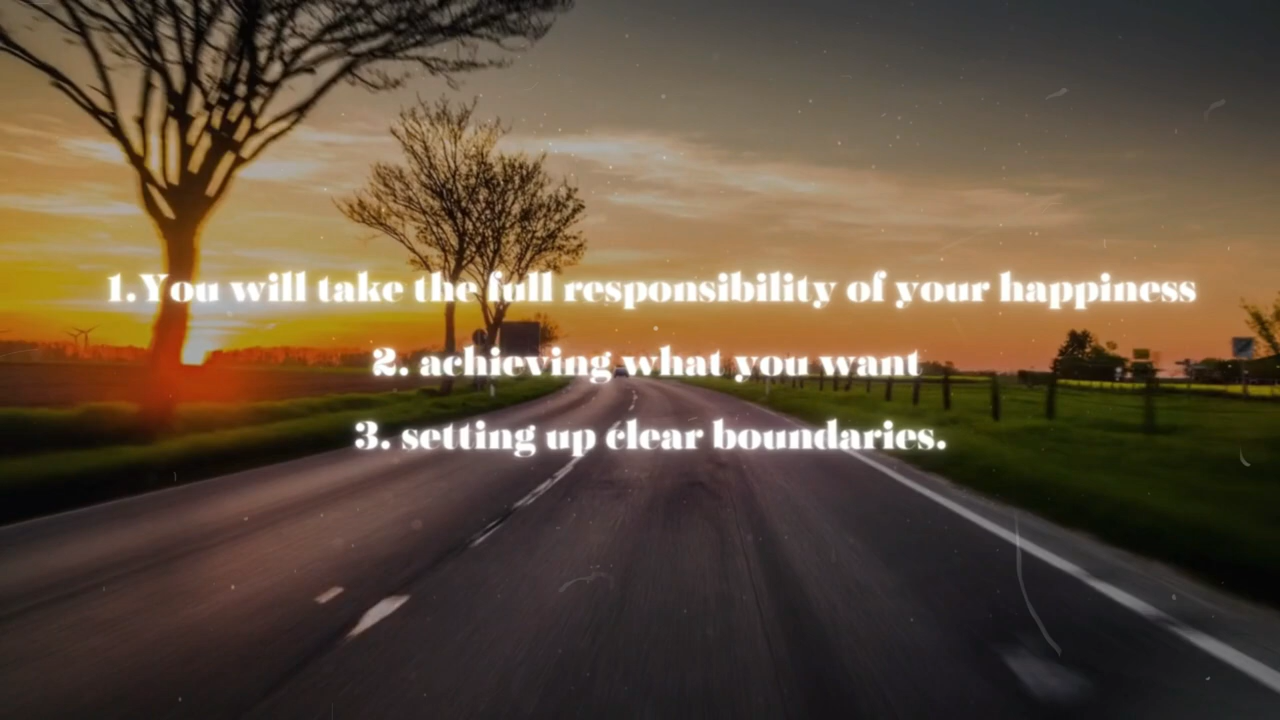 1.You will take the full responsibility of your happiness
2. achieving what you want
3. setting up clear boundaries.